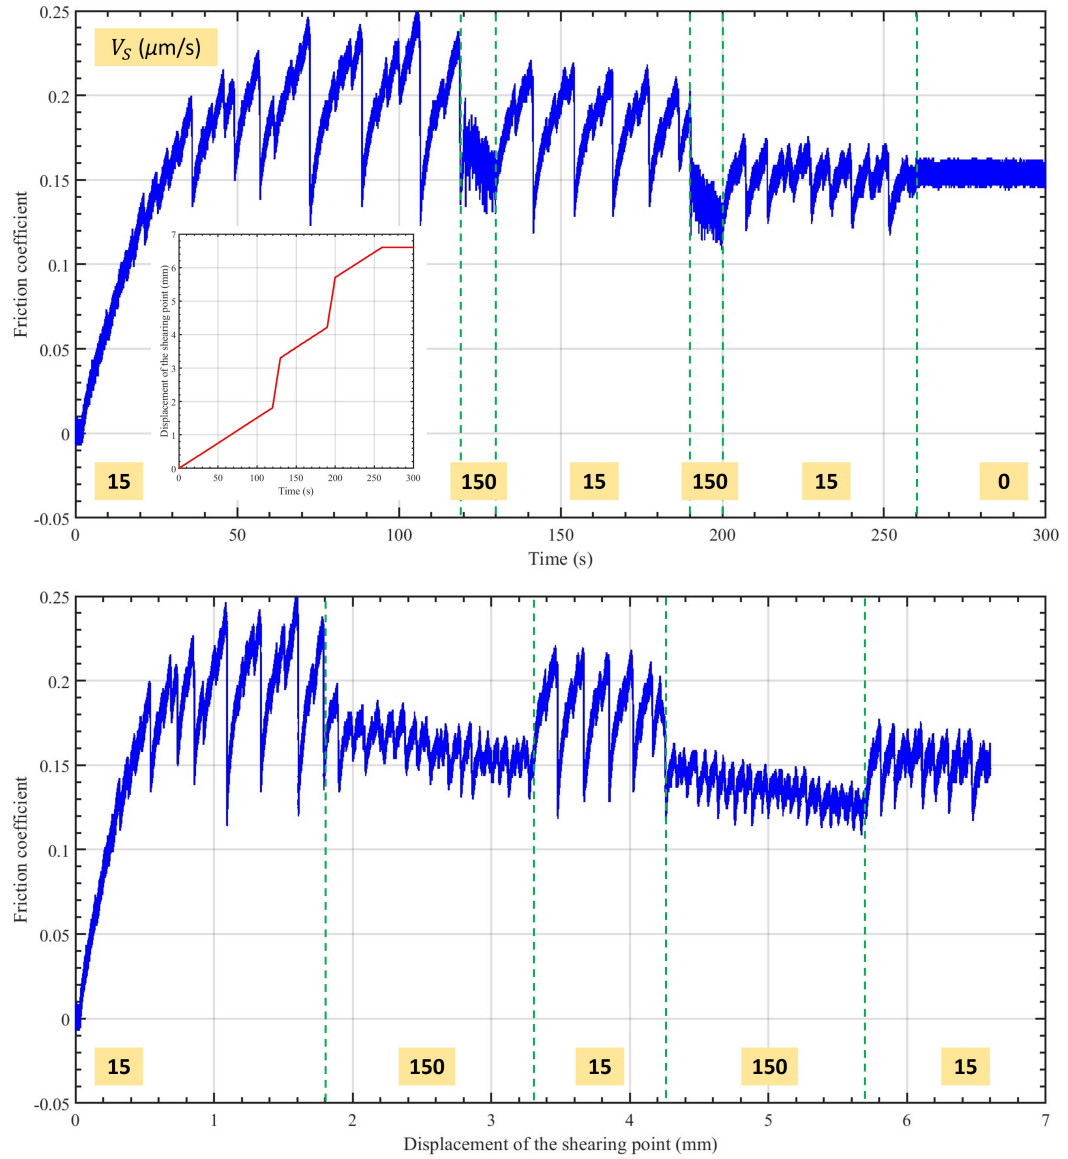 0.25
V_S (μm/s)
0.2
0.15
0.1
0.05
0
-0.05
Friction coefficient
7
6
5
4
3
2
1
0
Displacement of the shearing point (mm)
0 50 100 150 200 250 300
Time (s)
15 150 15 150 15 0
0 50 100 150 200 250 300
Time (s)
0.25
0.2
0.15
0.1
0.05
0
-0.05
Friction coefficient
15 150 15 150 15
0 1 2 3 4 5 6 7
Displacement of the shearing point (mm)